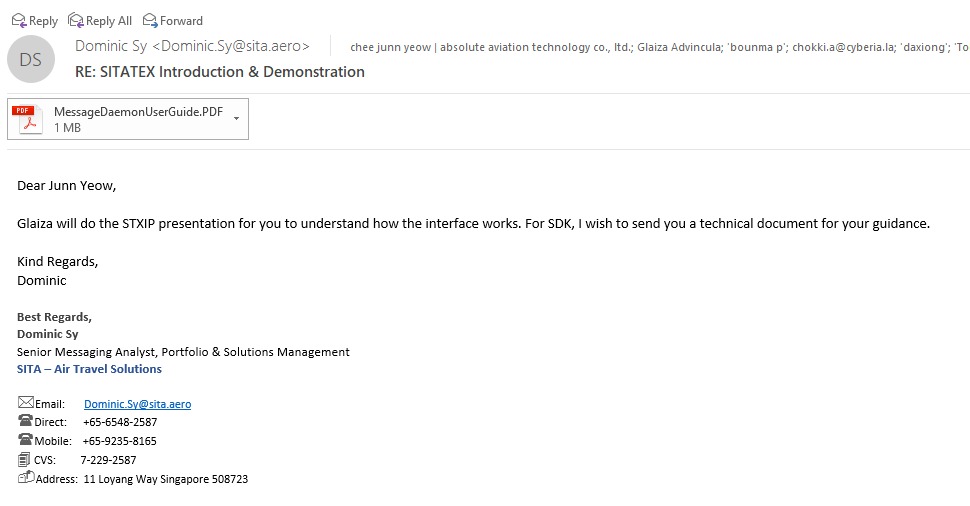 Reply Reply All Forward
DS
Dominic Sy <Dominic.Sy@sita.aero>
chee junn yeow | absolute aviation technology co., ltd.; Glaiza Advincula; 'bounma p'; chokki.a@cyberia.la; 'daxiong'; 'To
RE: SITATEX Introduction & Demonstration
PDF
MessageDaemonUserGuide.PDF
1 MB
Dear Junn Yeow,
Glaiza will do the STXIP presentation for you to understand how the interface works. For SDK, I wish to send you a technical document for your guidance.
Kind Regards,
Dominic
Best Regards,
Dominic Sy
Senior Messaging Analyst, Portfolio & Solutions Management
SITA – Air Travel Solutions
Email: Dominic.Sy@sita.aero
Direct: +65-6548-2587
Mobile: +65-9235-8165
CVS: 7-229-2587
Address: 11 Loyang Way Singapore 508723